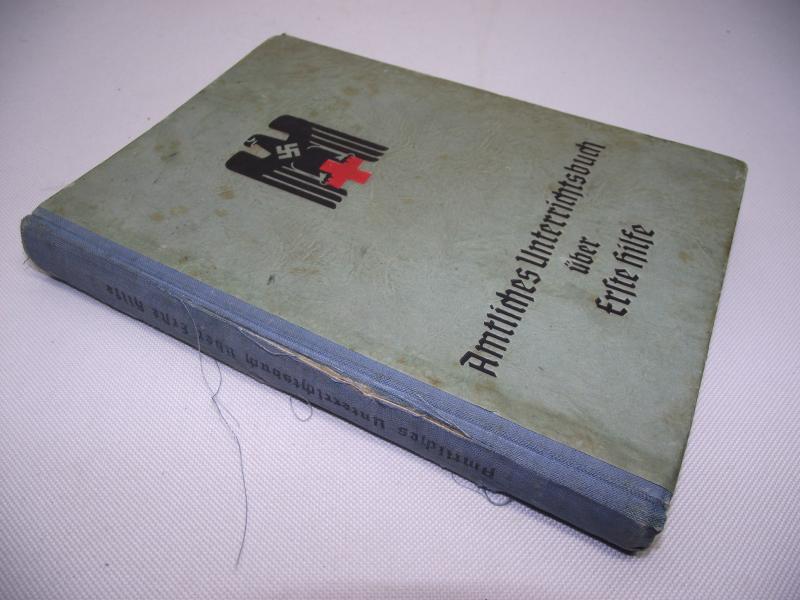 Amtliches Unterrichtsbuch
über
Erste Hilfe
Amtliches Unterrichtsbuch über Erste Hilfe